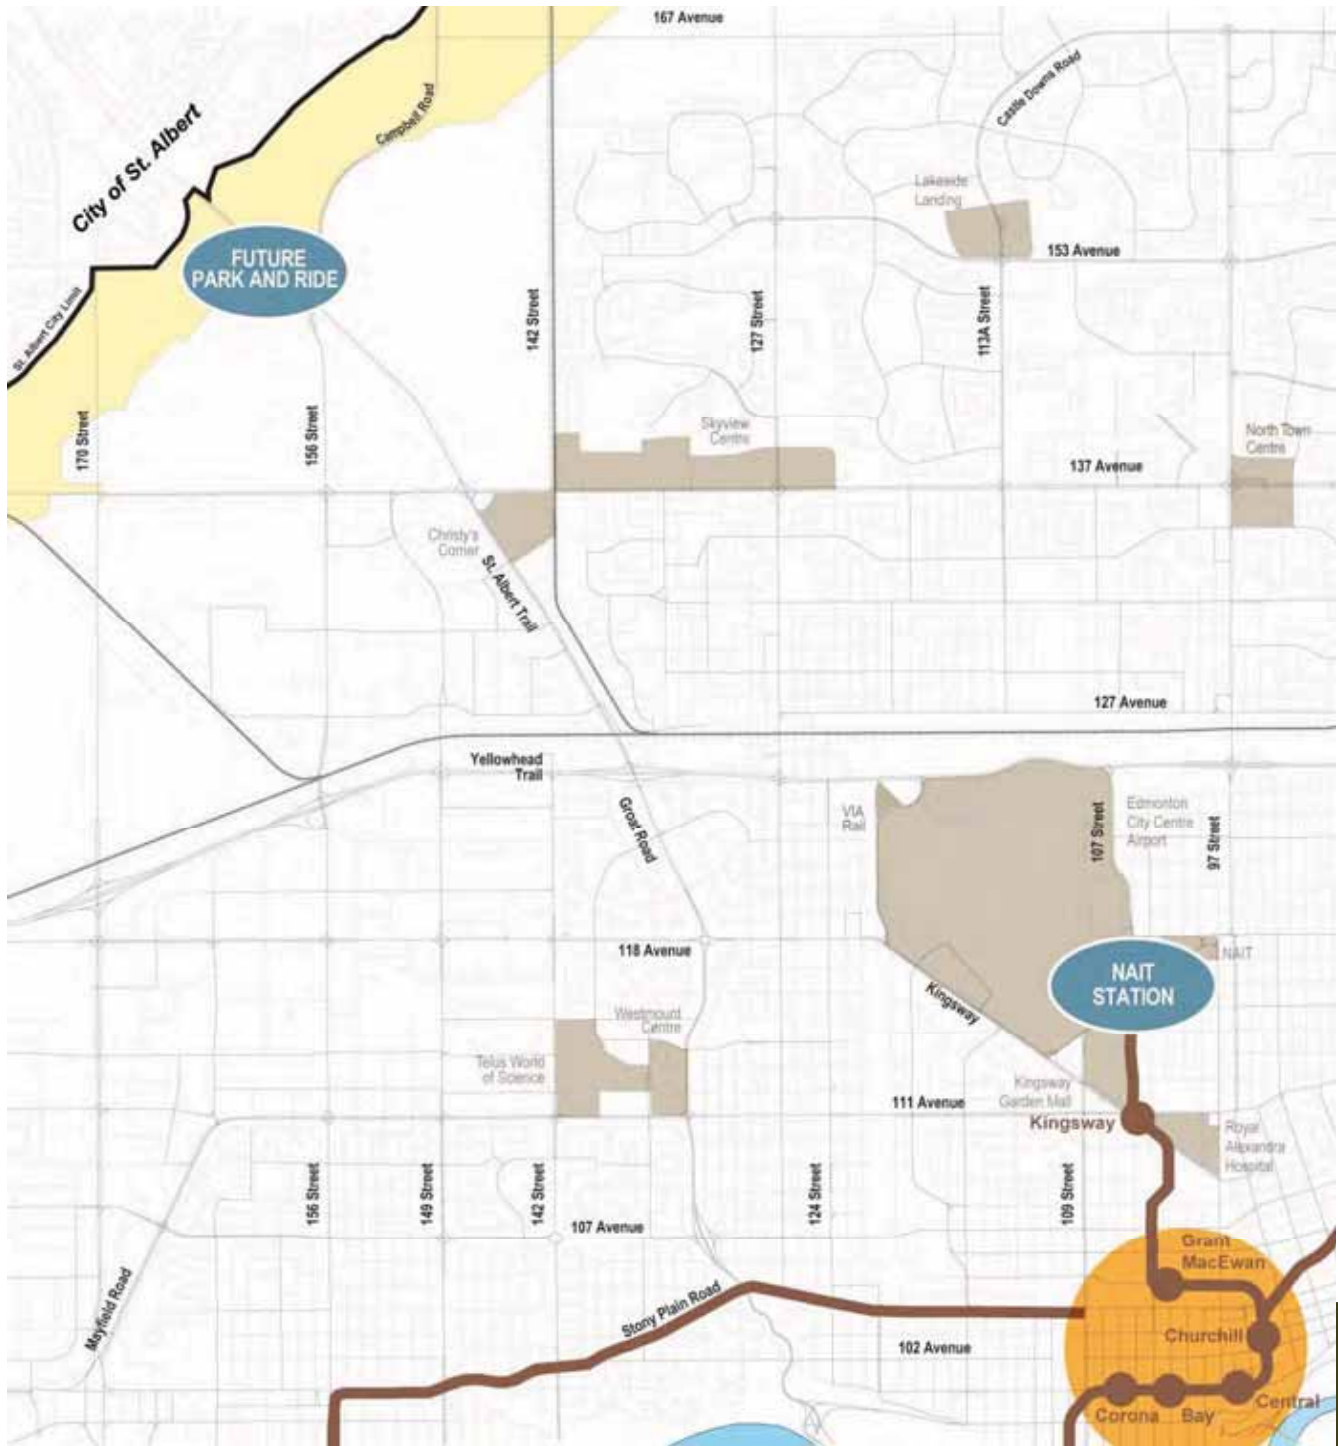 167 Avenue
Castle Downs Road
Campbell Road
City of St. Albert
Lakeside
Landing
153 Avenue
FUTURE
PARK AND RIDE
St. Albert City Limit
142 Street
127 Street
113A Street
170 Street
156 Street
Skyview
Centre
North Town
Centre
137 Avenue
Christy's
Corner
St. Albert Trail
127 Avenue
Yellowhead
Trail
Groat Road
VIA
Rail
107 Street
Edmonton
City Centre
Airport
97 Street
118 Avenue
NAIT
NAIT
STATION
Kingsway
Westmount
Centre
Telus World
of Science
Kingsway
Garden Mall
111 Avenue
Kingsway
Royal
Alexandra
Hospital
156 Street
149 Street
142 Street
124 Street
109 Street
107 Avenue
Grant
MacEwan
Mayfield Road
Stony Plain Road
Churchill
102 Avenue
Central
Corona
Bay